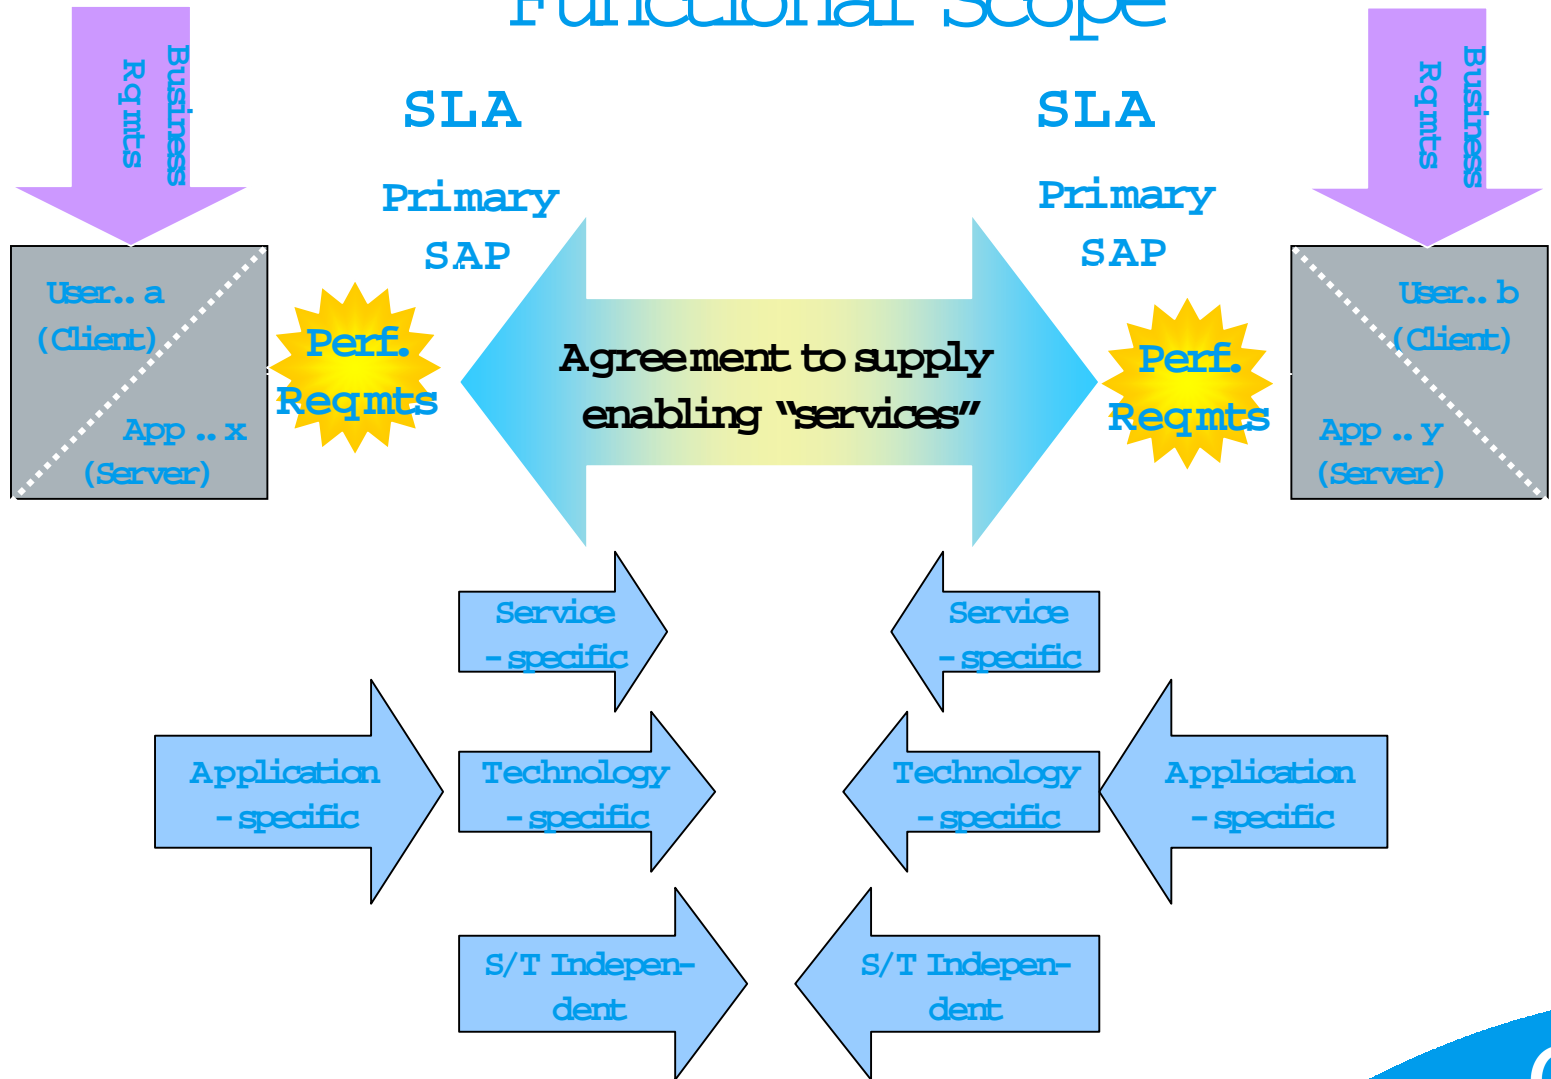 Functional Scope
Business
Rqmts
SLA
SLA
Business
Rqmts
Primary
SAP
Primary
SAP
User.. a
(Client)
App .. x
(Server)
Perf.
Reqmts
Agreement to supply
enabling “services”
Perf.
Reqmts
User.. b
(Client)
App .. y
(Server)
Service
- specific
Service
- specific
Application
- specific
Technology
- specific
Technology
- specific
Application
- specific
S/T Indepen-
dent
S/T Indepen-
dent